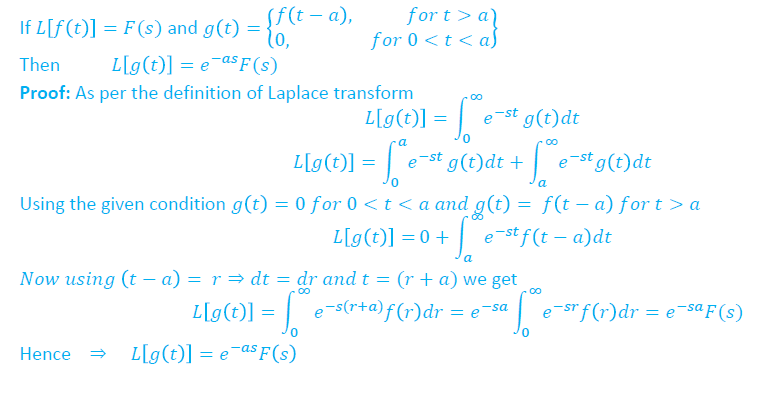 If L[f(t)] = F(s) and g(t) = {f(t − a), for t > a
0, for 0 < t < a}
Then L[g(t)] = e^{−as}F(s)
Proof: As per the definition of Laplace transform
L[g(t)] = ∫_0^∞ e^{−st} g(t)dt
L[g(t)] = ∫_0^a e^{−st} g(t)dt + ∫_a^∞ e^{−st} g(t)dt
Using the given condition g(t) = 0 for 0 < t < a and g(t) = f(t − a) for t > a
L[g(t)] = 0 + ∫_a^∞ e^{−st} f(t − a)dt
Now using (t − a) = r ⇒ dt = dr and t = (r + a) we get
L[g(t)] = ∫_0^∞ e^{−s(r+a)} f(r)dr = e^{−sa} ∫_0^∞ e^{−sr} f(r)dr = e^{−sa}F(s)
Hence ⇒ L[g(t)] = e^{−as}F(s)